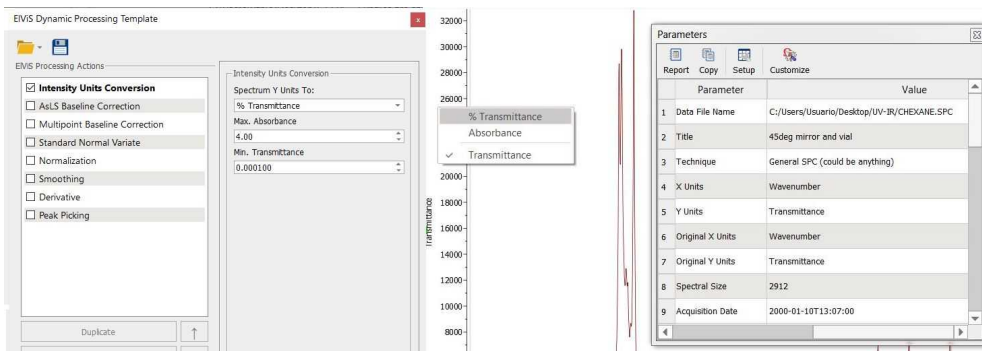 ElViS Dynamic Processing Template
x
ElViS Processing Actions
Intensity Units Conversion
AsLS Baseline Correction
Multipoint Baseline Correction
Standard Normal Variate
Normalization
Smoothing
Derivative
Peak Picking
Duplicate
↑
Intensity Units Conversion
Spectrum Y Units To:
% Transmittance
Max. Absorbance
4.00
Min. Transmittance
0.000100
32000
30000
28000
26000
20000
18000
16000
14000
12000
10000
8000
Transmittance
% Transmittance
Absorbance
✓ Transmittance
Parameters
Report Copy Setup Customize
Parameter Value
1 Data File Name C:/Users/Usuario/Desktop/UV-IR/CHEXANE.SPC
2 Title 45deg mirror and vial
3 Technique General SPC (could be anything)
4 X Units Wavenumber
5 Y Units Transmittance
6 Original X Units Wavenumber
7 Original Y Units Transmittance
8 Spectral Size 2912
9 Acquisition Date 2000-01-10T13:07:00